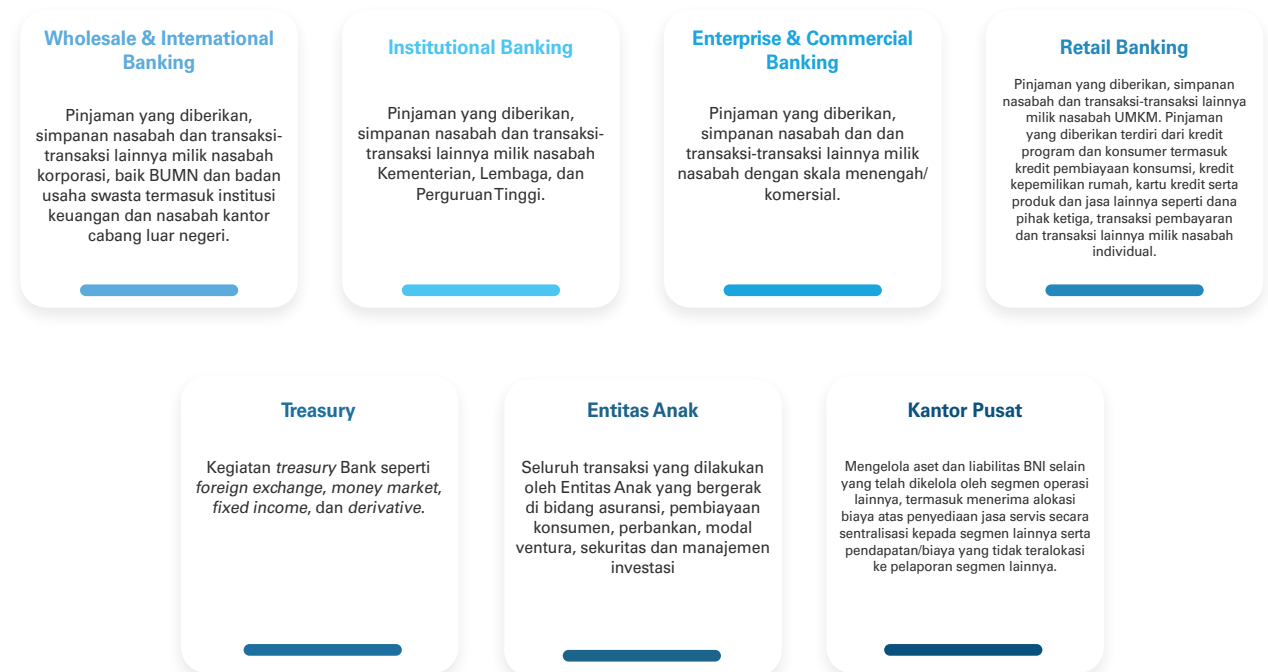 Wholesale & International
Banking
Pinjaman yang diberikan,
simpanan nasabah dan transaksi-
transaksi lainnya milik nasabah
korporasi, baik BUMN dan badan
usaha swasta termasuk institusi
keuangan dan nasabah kantor
cabang luar negeri.
Institutional Banking
Pinjaman yang diberikan,
simpanan nasabah dan transaksi-
transaksi lainnya milik nasabah
Kementerian, Lembaga, dan
Perguruan Tinggi.
Enterprise & Commercial
Banking
Pinjaman yang diberikan,
simpanan nasabah dan dan
transaksi-transaksi lainnya milik
nasabah dengan skala menengah/
komersial.
Retail Banking
Pinjaman yang diberikan, simpanan
nasabah dan transaksi-transaksi lainnya
milik nasabah UMKM. Pinjaman
yang diberikan terdiri dari kredit
program dan konsumer termasuk
kredit pembiayaan konsumsi, kredit
kepemilikan rumah, kartu kredit serta
produk dan jasa lainnya seperti dana
pihak ketiga, transaksi pembayaran
dan transaksi lainnya milik nasabah
individual.
Treasury
Kegiatan treasury Bank seperti
foreign exchange, money market,
fixed income, dan derivative.
Entitas Anak
Seluruh transaksi yang dilakukan
oleh Entitas Anak yang bergerak
di bidang asuransi, pembiayaan
konsumen, perbankan, modal
ventura, sekuritas dan manajemen
investasi
Kantor Pusat
Mengelola aset dan liabilitas BNI selain
yang telah dikelola oleh segmen operasi
lainnya, termasuk menerima alokasi
biaya atas penyediaan jasa servis secara
sentralisasi kepada segmen lainnya serta
pendapatan/biaya yang tidak teralokasi
ke pelaporan segmen lainnya.